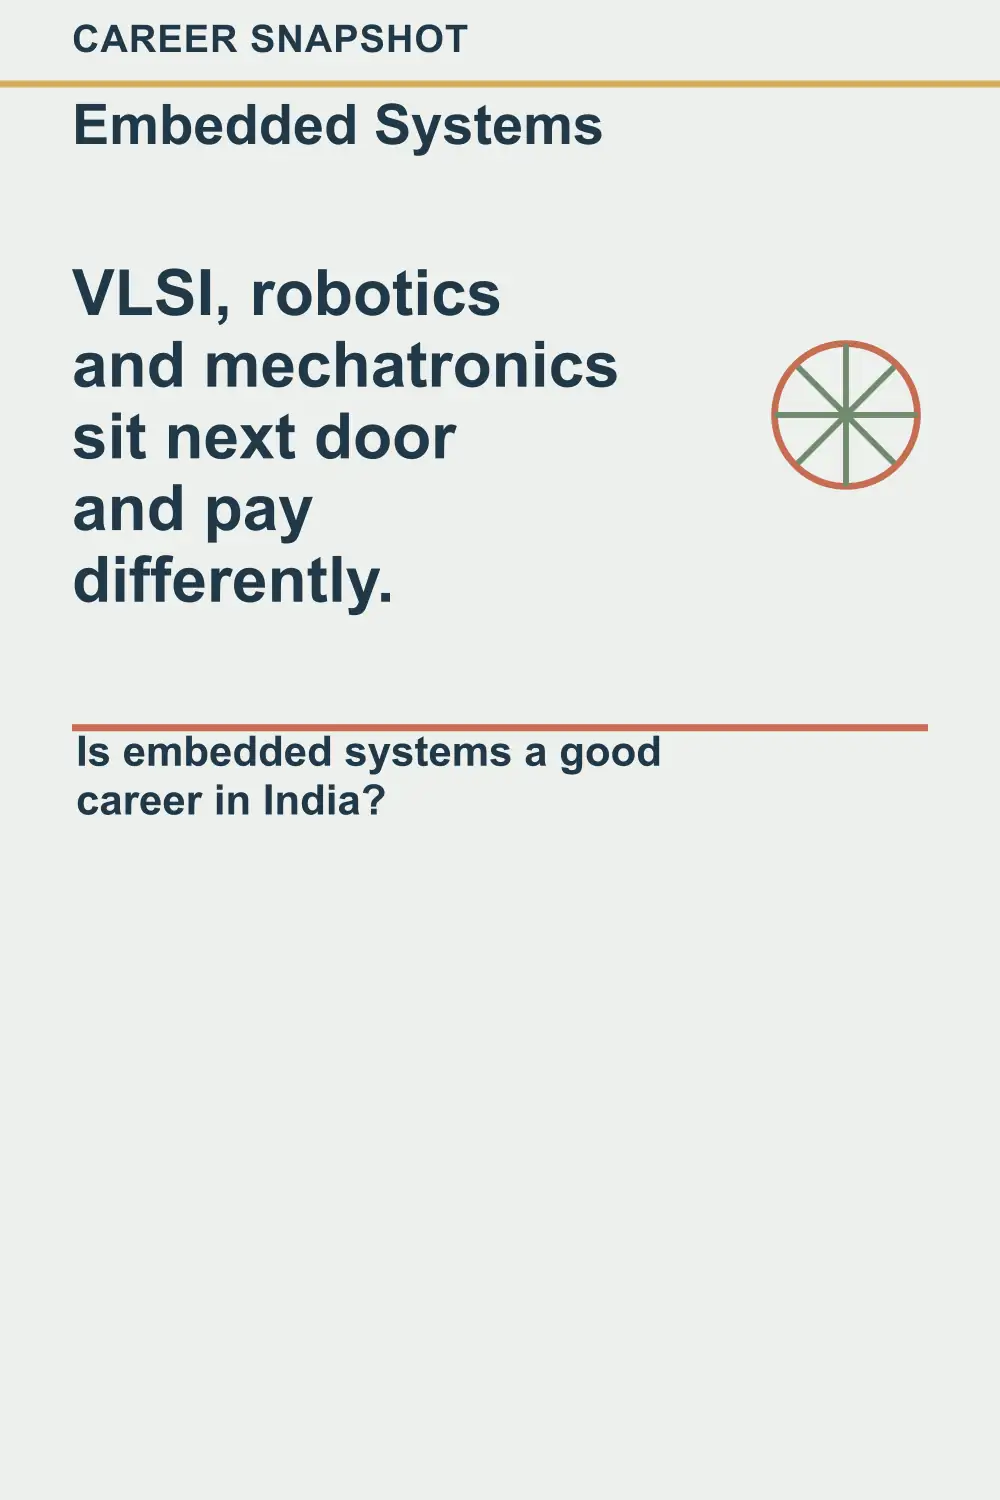 CAREER SNAPSHOT
Embedded Systems
VLSI, robotics
and mechatronics
sit next door
and pay
differently.
Is embedded systems a good
career in India?